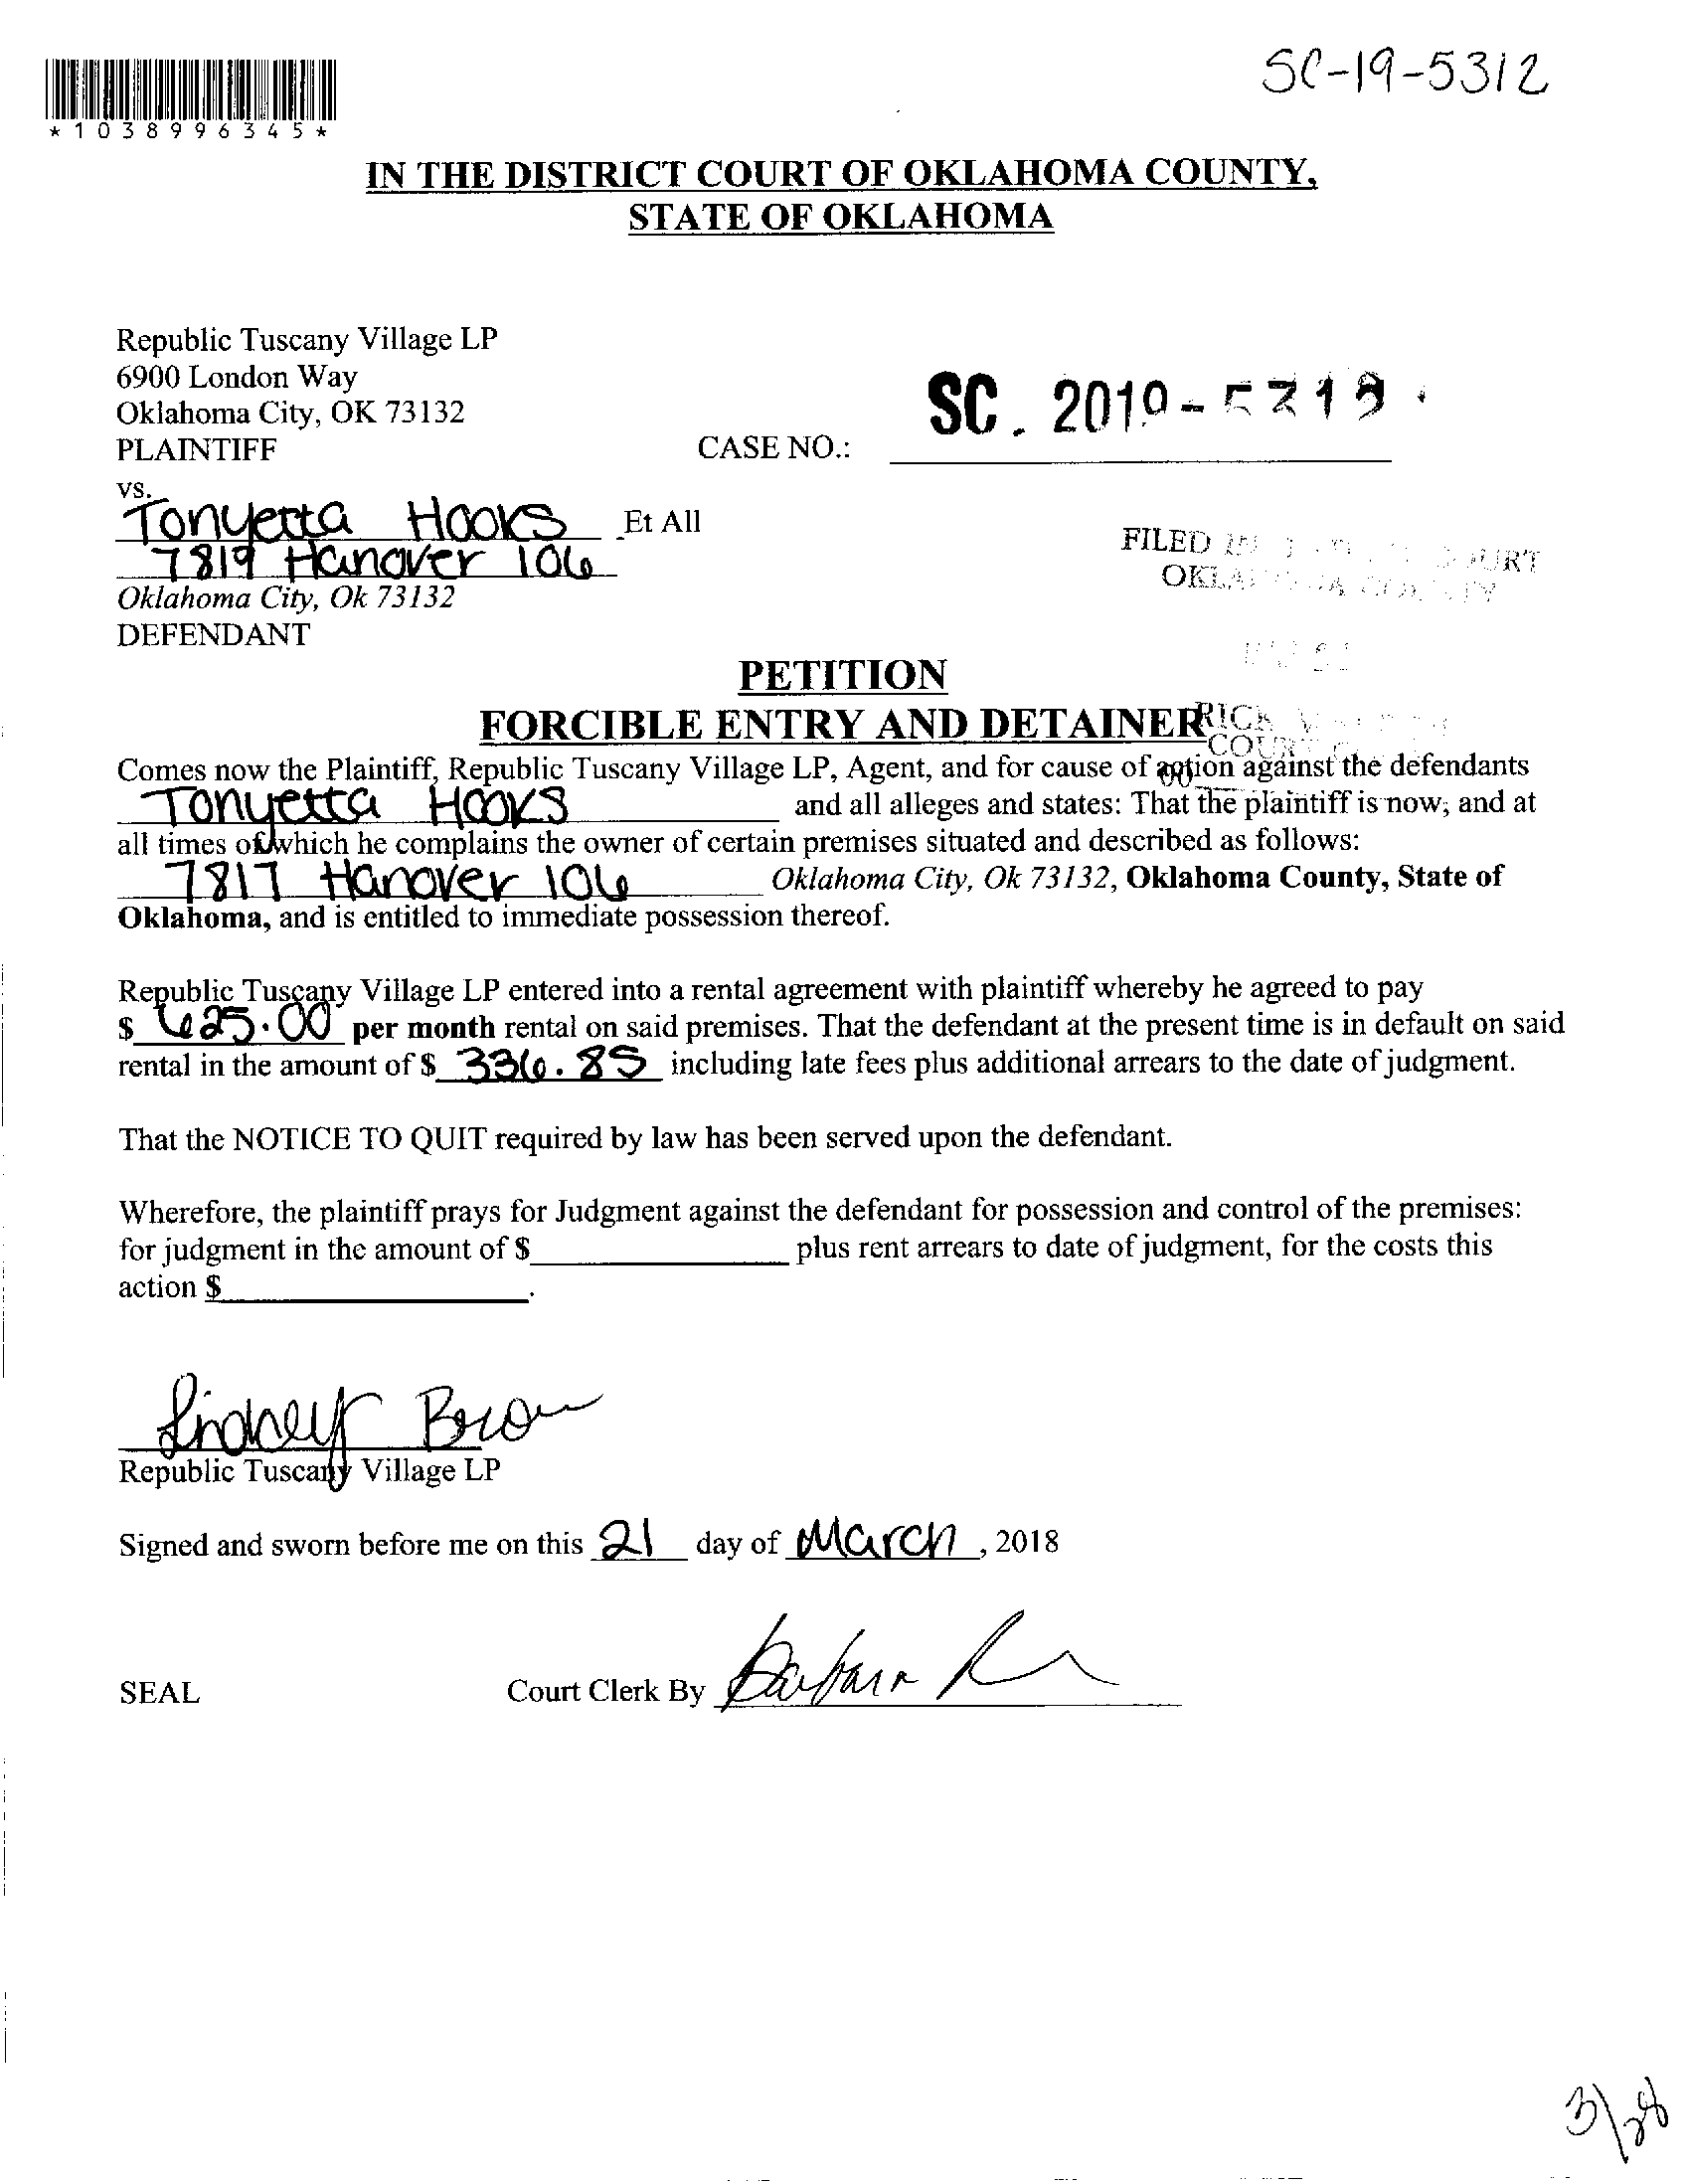 SC-19-5312
*1038996345*
IN THE DISTRICT COURT OF OKLAHOMA COUNTY,
STATE OF OKLAHOMA
Republic Tuscany Village LP
6900 London Way
Oklahoma City, OK 73132
PLAINTIFF
CASE NO.: SC. 2019-5312
vs.
Tonyetta Hooks Et All
7819 Hanover 106
Oklahoma City, Ok 73132
DEFENDANT
FILED IN COURT
OKLAHOMA COUNTY
PETITION
FORCIBLE ENTRY AND DETAINER
RICK
COURT
Comes now the Plaintiff, Republic Tuscany Village LP, Agent, and for cause of action against the defendants
Tonyetta Hooks and all alleges and states: That the plaintiff is now, and at
all times of which he complains the owner of certain premises situated and described as follows:
7817 Hanover 106 Oklahoma City, Ok 73132, Oklahoma County, State of
Oklahoma, and is entitled to immediate possession thereof.
Republic Tuscany Village LP entered into a rental agreement with plaintiff whereby he agreed to pay
$ 625.00 per month rental on said premises. That the defendant at the present time is in default on said
rental in the amount of $ 336.85 including late fees plus additional arrears to the date of judgment.
That the NOTICE TO QUIT required by law has been served upon the defendant.
Wherefore, the plaintiff prays for Judgment against the defendant for possession and control of the premises:
for judgment in the amount of $ plus rent arrears to date of judgment, for the costs this
action $ .
Lindsey Brow
Republic Tuscany Village LP
Signed and sworn before me on this 21 day of March, 2018
SEAL
Court Clerk By Barbara
3/28